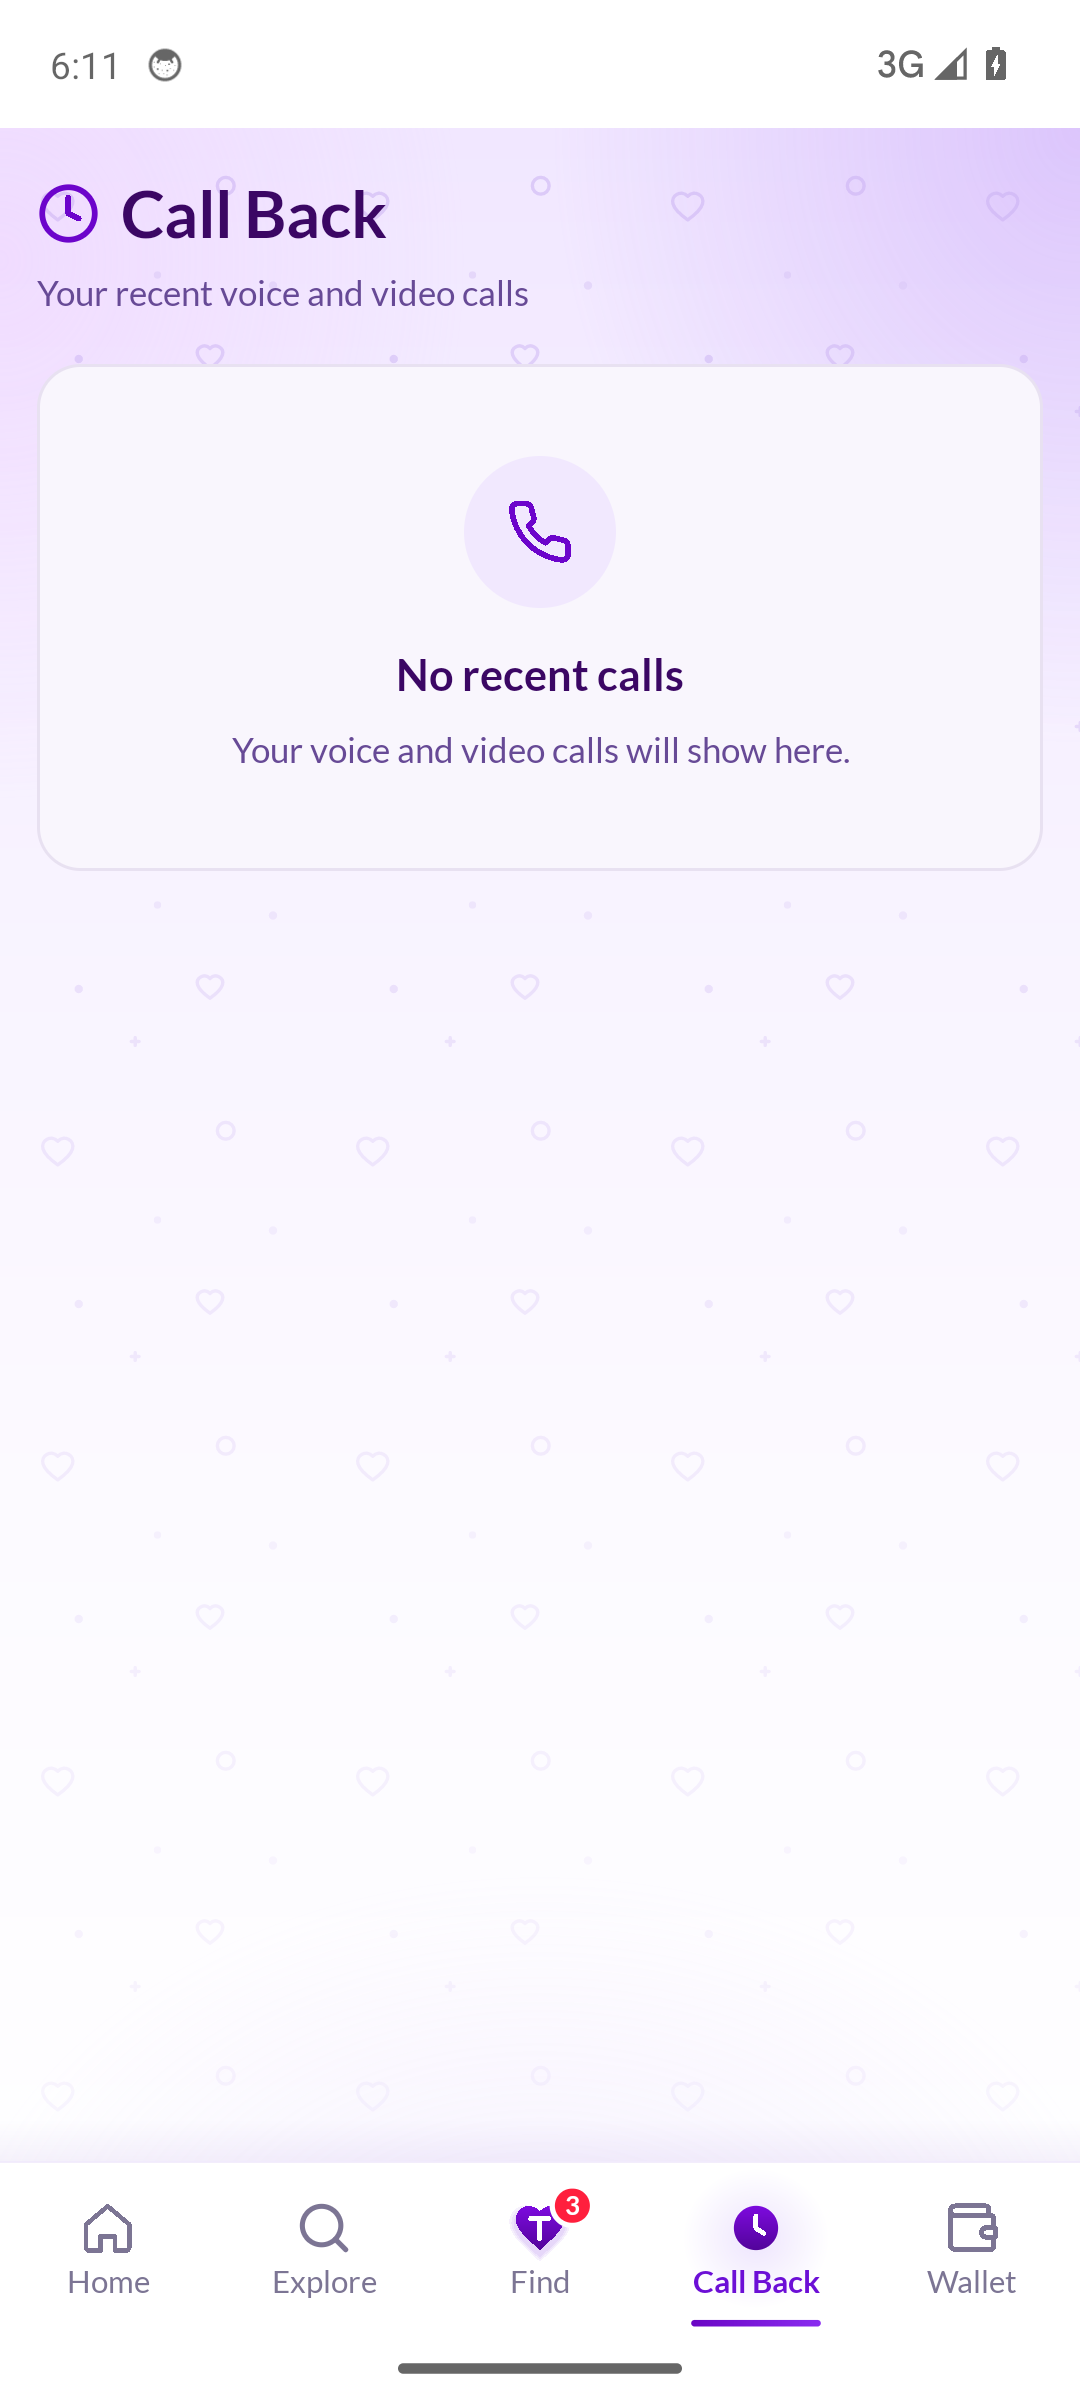 6:11
3G
Call Back
Your recent voice and video calls
No recent calls
Your voice and video calls will show here.
T
3
Home
Explore
Find
Call Back
Wallet